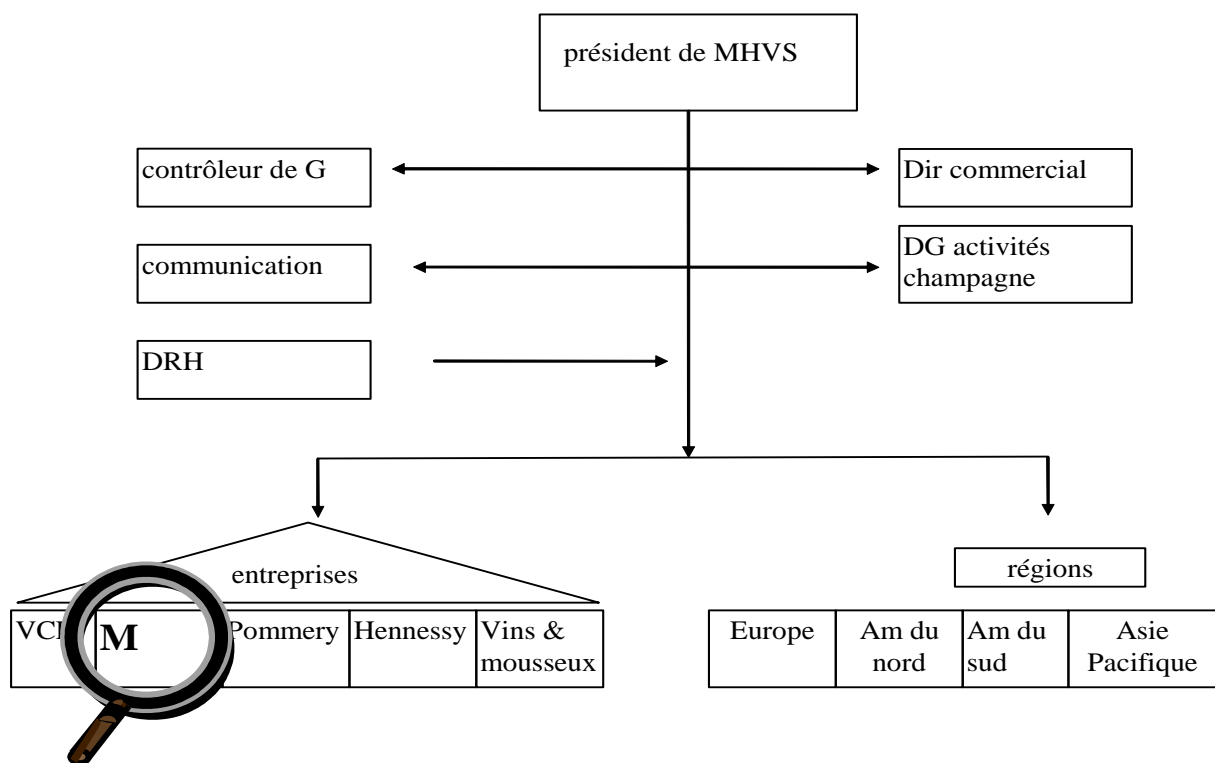 président de MHVS
contrôleur de G
Dir commercial
communication
DG activités
champagne
DRH
entreprises
régions
M
Pommery
Hennessy
Vins &
mousseux
Europe
Am du
nord
Am du
sud
Asie
Pacifique